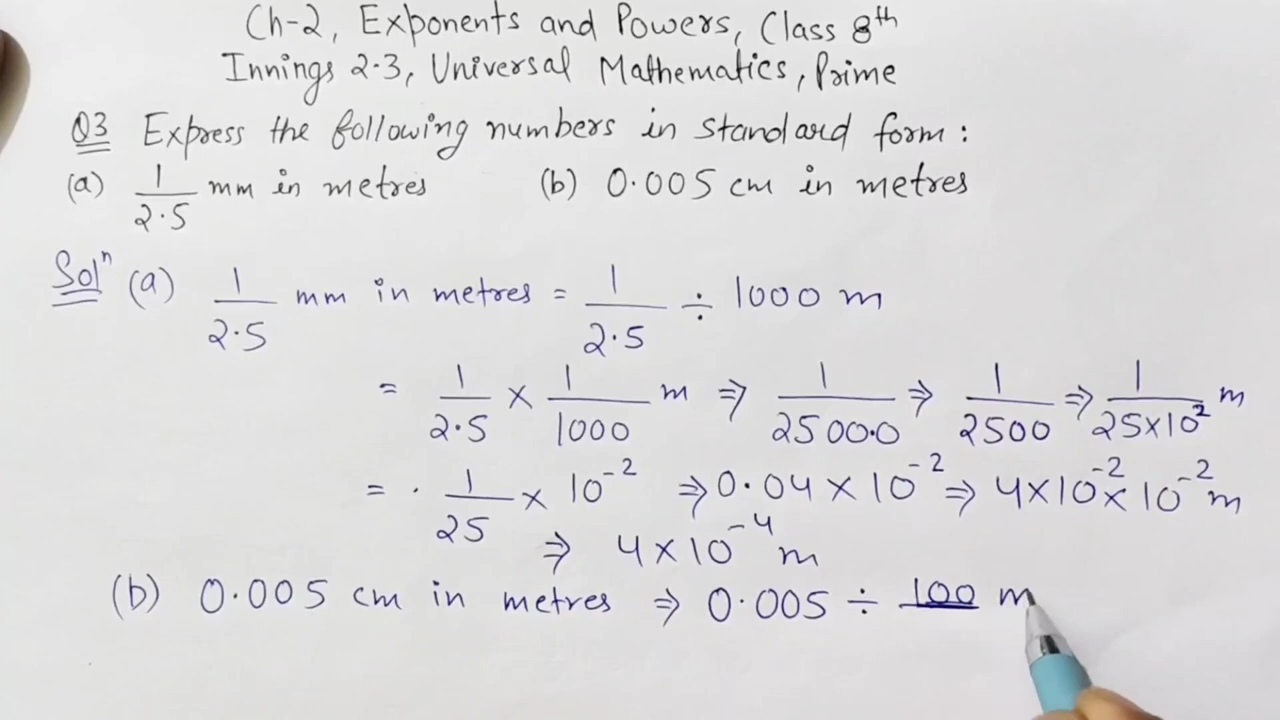 Ch-2, Exponents and Powers, Class 8th
Innings 2.3, Universal Mathematics, Prime
Q3 Express the following numbers in standard form :
(a) 1/2.5 mm in metres (b) 0.005 cm in metres
Soln (a) 1/2.5 mm in metres = 1/2.5 ÷ 1000 m
= 1/2.5 × 1/1000 m ⇒ 1/2500.0 ⇒ 1/2500 ⇒ 1/25×10² m
= · 1/25 × 10⁻² ⇒ 0.04 × 10⁻² ⇒ 4×10⁻² × 10⁻² m
⇒ 4×10⁻⁴ m
(b) 0.005 cm in metres ⇒ 0.005 ÷ 100 m